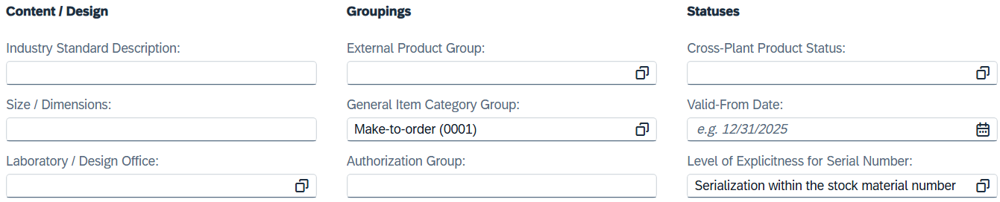 Content / Design
Industry Standard Description:
Size / Dimensions:
Laboratory / Design Office:
Groupings
External Product Group:
General Item Category Group:
Make-to-order (0001)
Authorization Group:
Statuses
Cross-Plant Product Status:
Valid-From Date:
e.g. 12/31/2025
Level of Explicitness for Serial Number:
Serialization within the stock material number